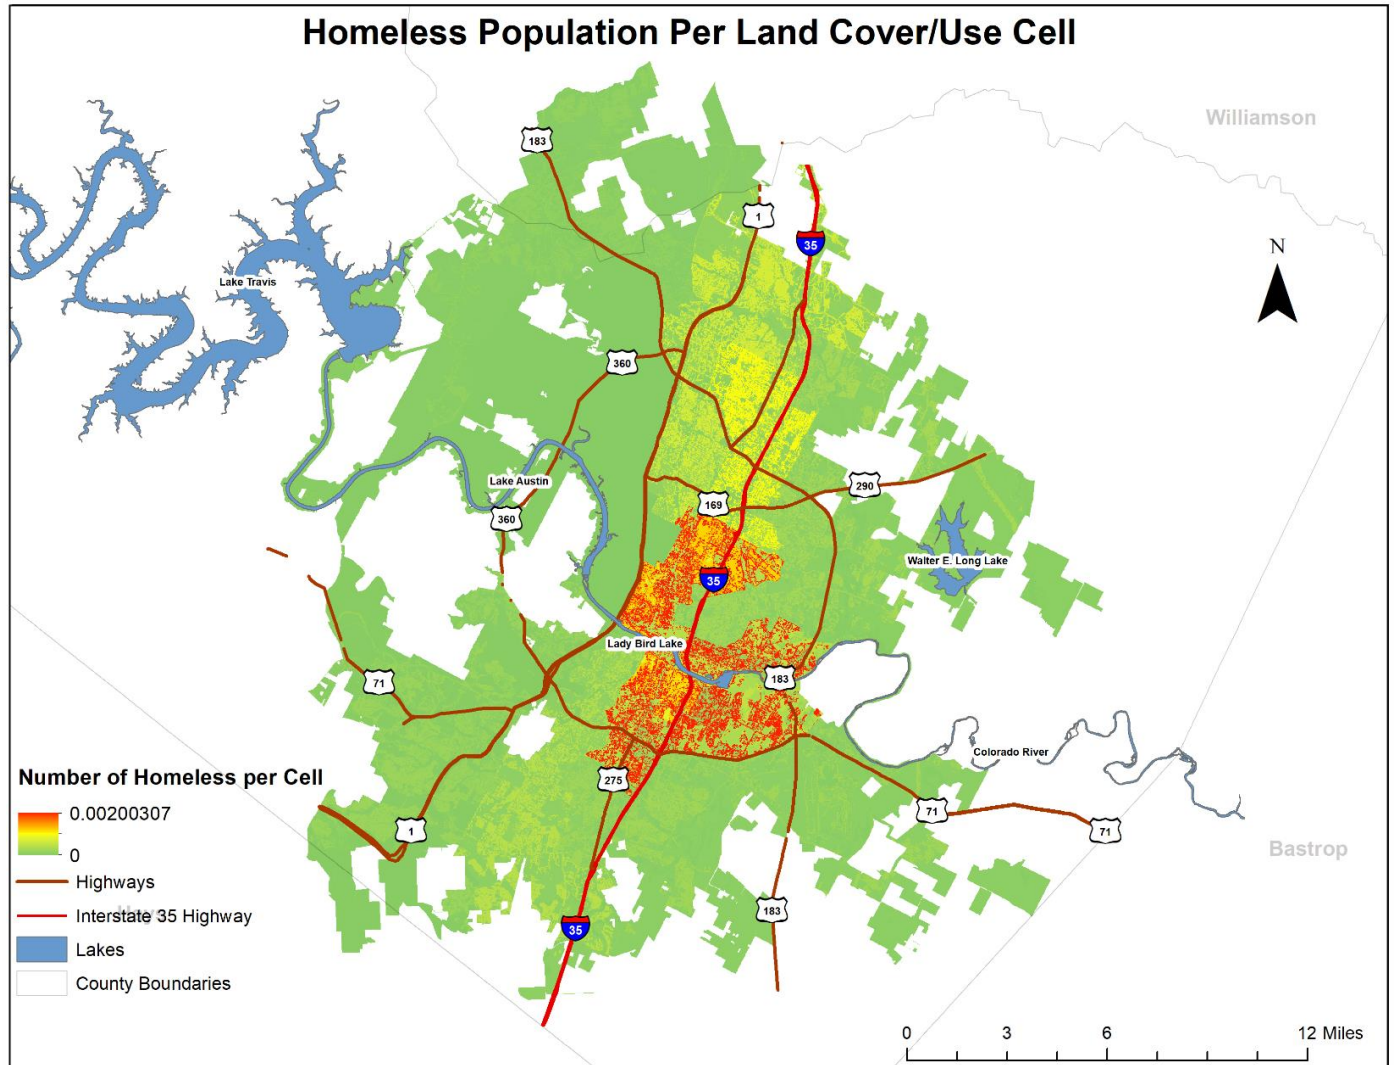 Homeless Population Per Land Cover/Use Cell
Williamson
183
1
35
N
Lake Travis
360
Lake Austin
290
169
360
Walter E. Long Lake
35
Lady Bird Lake
71
183
Colorado River
Number of Homeless per Cell
0.00200307
0
275
1
71
71
Bastrop
Highways
Interstate 35 Highway
Hays
183
35
Lakes
County Boundaries
0 3 6 12 Miles